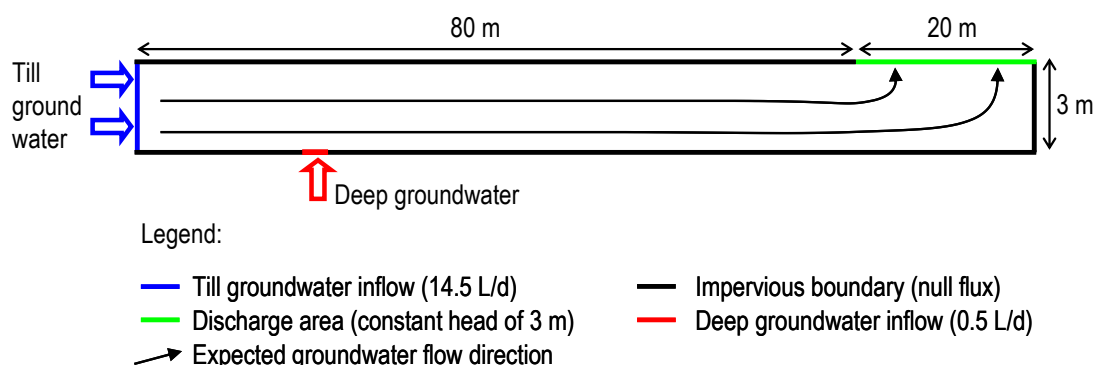 80 m
20 m
Till
ground
water
3 m
Deep groundwater
Legend:
Till groundwater inflow (14.5 L/d)
Impervious boundary (null flux)
Discharge area (constant head of 3 m)
Deep groundwater inflow (0.5 L/d)
Expected groundwater flow direction